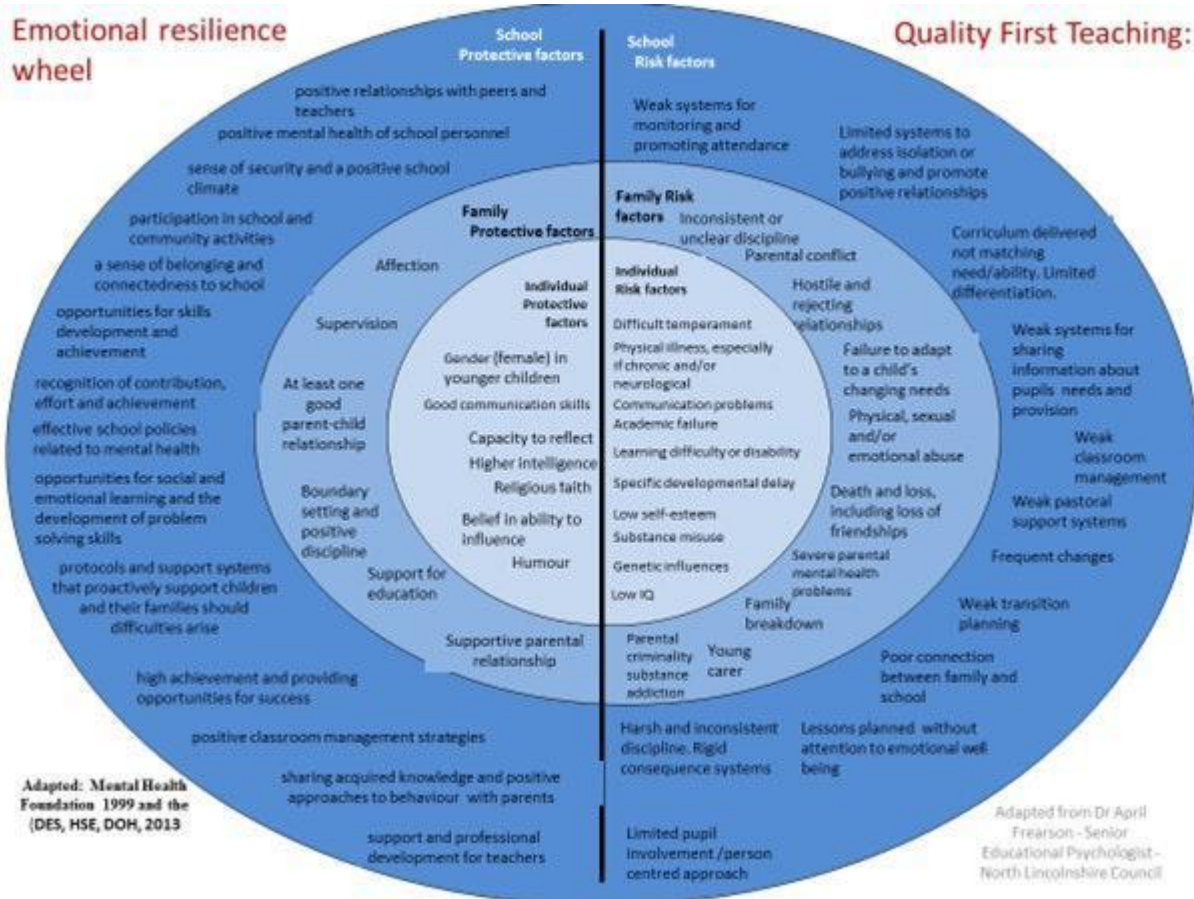 Emotional resilience
wheel
Quality First Teaching:
School
Protective factors
positive relationships with peers and
teachers
positive mental health of school personnel
sense of security and a positive school
climate
participation in school and
community activities
a sense of belonging and
connectedness to school
opportunities for skills
development and
achievement
recognition of contribution,
effort and achievement
effective school policies
related to mental health
opportunities for social and
emotional learning and the
development of problem
solving skills
protocols and support systems
that proactively support children
and their families should
difficulties arise
high achievement and providing
opportunities for success
positive classroom management strategies
sharing acquired knowledge and positive
approaches to behaviour with parents
support and professional
development for teachers
Family
Protective factors
Affection
Supervision
At least one
good
parent-child
relationship
Boundary
setting and
positive
discipline
Support for
education
Supportive parental
relationship
Individual
Protective
factors
Gender (female) in
younger children
Good communication skills
Capacity to reflect
Higher intelligence
Religious faith
Belief in ability to
influence
Humour
Individual
Risk factors
Difficult temperament
Physical illness, especially
if chronic and/or
neurological
Communication problems
Academic failure
Learning difficulty or disability
Specific developmental delay
Low self-esteem
Substance misuse
Genetic influences
Low IQ
Family Risk
factors
Inconsistent or
unclear discipline
Parental conflict
Hostile and
rejecting
relationships
Failure to adapt
to a child's
changing needs
Physical, sexual
and/or
emotional abuse
Death and loss,
including loss of
friendships
Severe parental
mental health
problems
Family
breakdown
Young
carer
Parental
criminality
substance
addiction
School
Risk factors
Weak systems for
monitoring and
promoting attendance
Limited systems to
address isolation or
bullying and promote
positive relationships
Curriculum delivered
not matching
need/ability. Limited
differentiation.
Weak systems for
sharing
information about
pupils needs and
provision
Weak
classroom
management
Weak pastoral
support systems
Frequent changes
Weak transition
planning
Poor connection
between family and
school
Lessons planned without
attention to emotional well
being
Harsh and inconsistent
discipline. Rigid
consequence systems
Limited pupil
involvement /person
centred approach
Adapted: Mental Health
Foundation 1999 and the
(DES, HSE, DOH, 2013
Adapted from Dr April
Frearson - Senior
Educational Psychologist-
North Lincolnshire Council